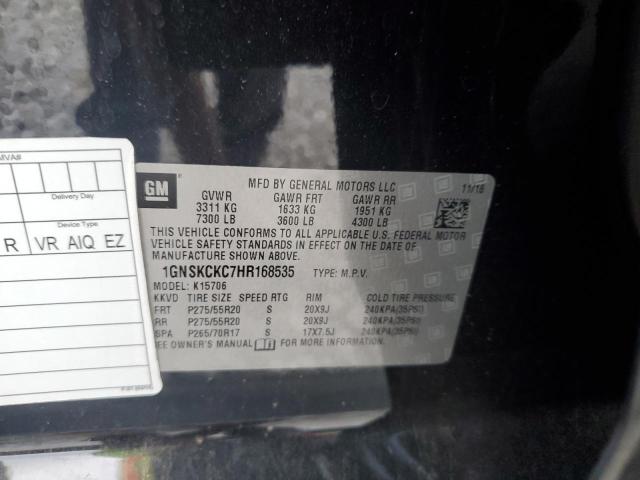 MVA#
Delivery Day
Device Type
R VR AIQ EZ
GM
MFD BY GENERAL MOTORS LLC
11/16
GVWR GAWR FRT GAWR RR
3311 KG 1633 KG 1951 KG
7300 LB 3600 LB 4300 LB
THIS VEHICLE CONFORMS TO ALL APPLICABLE U.S. FEDERAL MOTOR
VEHICLE SAFETY STANDARDS IN EFFECT ON THE DATE OF
MANUFACTURE SHOWN ABOVE.
1GNSKCKC7HR168535 TYPE: M.P.V.
MODEL: K15706
KKVD TIRE SIZE SPEED RTG RIM COLD TIRE PRESSURE
FRT P275/55R20 S 20X9J 240KPA(35PSI)
RR P275/55R20 S 20X9J 240KPA(35PSI)
SPA P265/70R17 S 17X7.5J 240KPA(35PSI)
SEE OWNER'S MANUAL FOR MORE INFORMATION